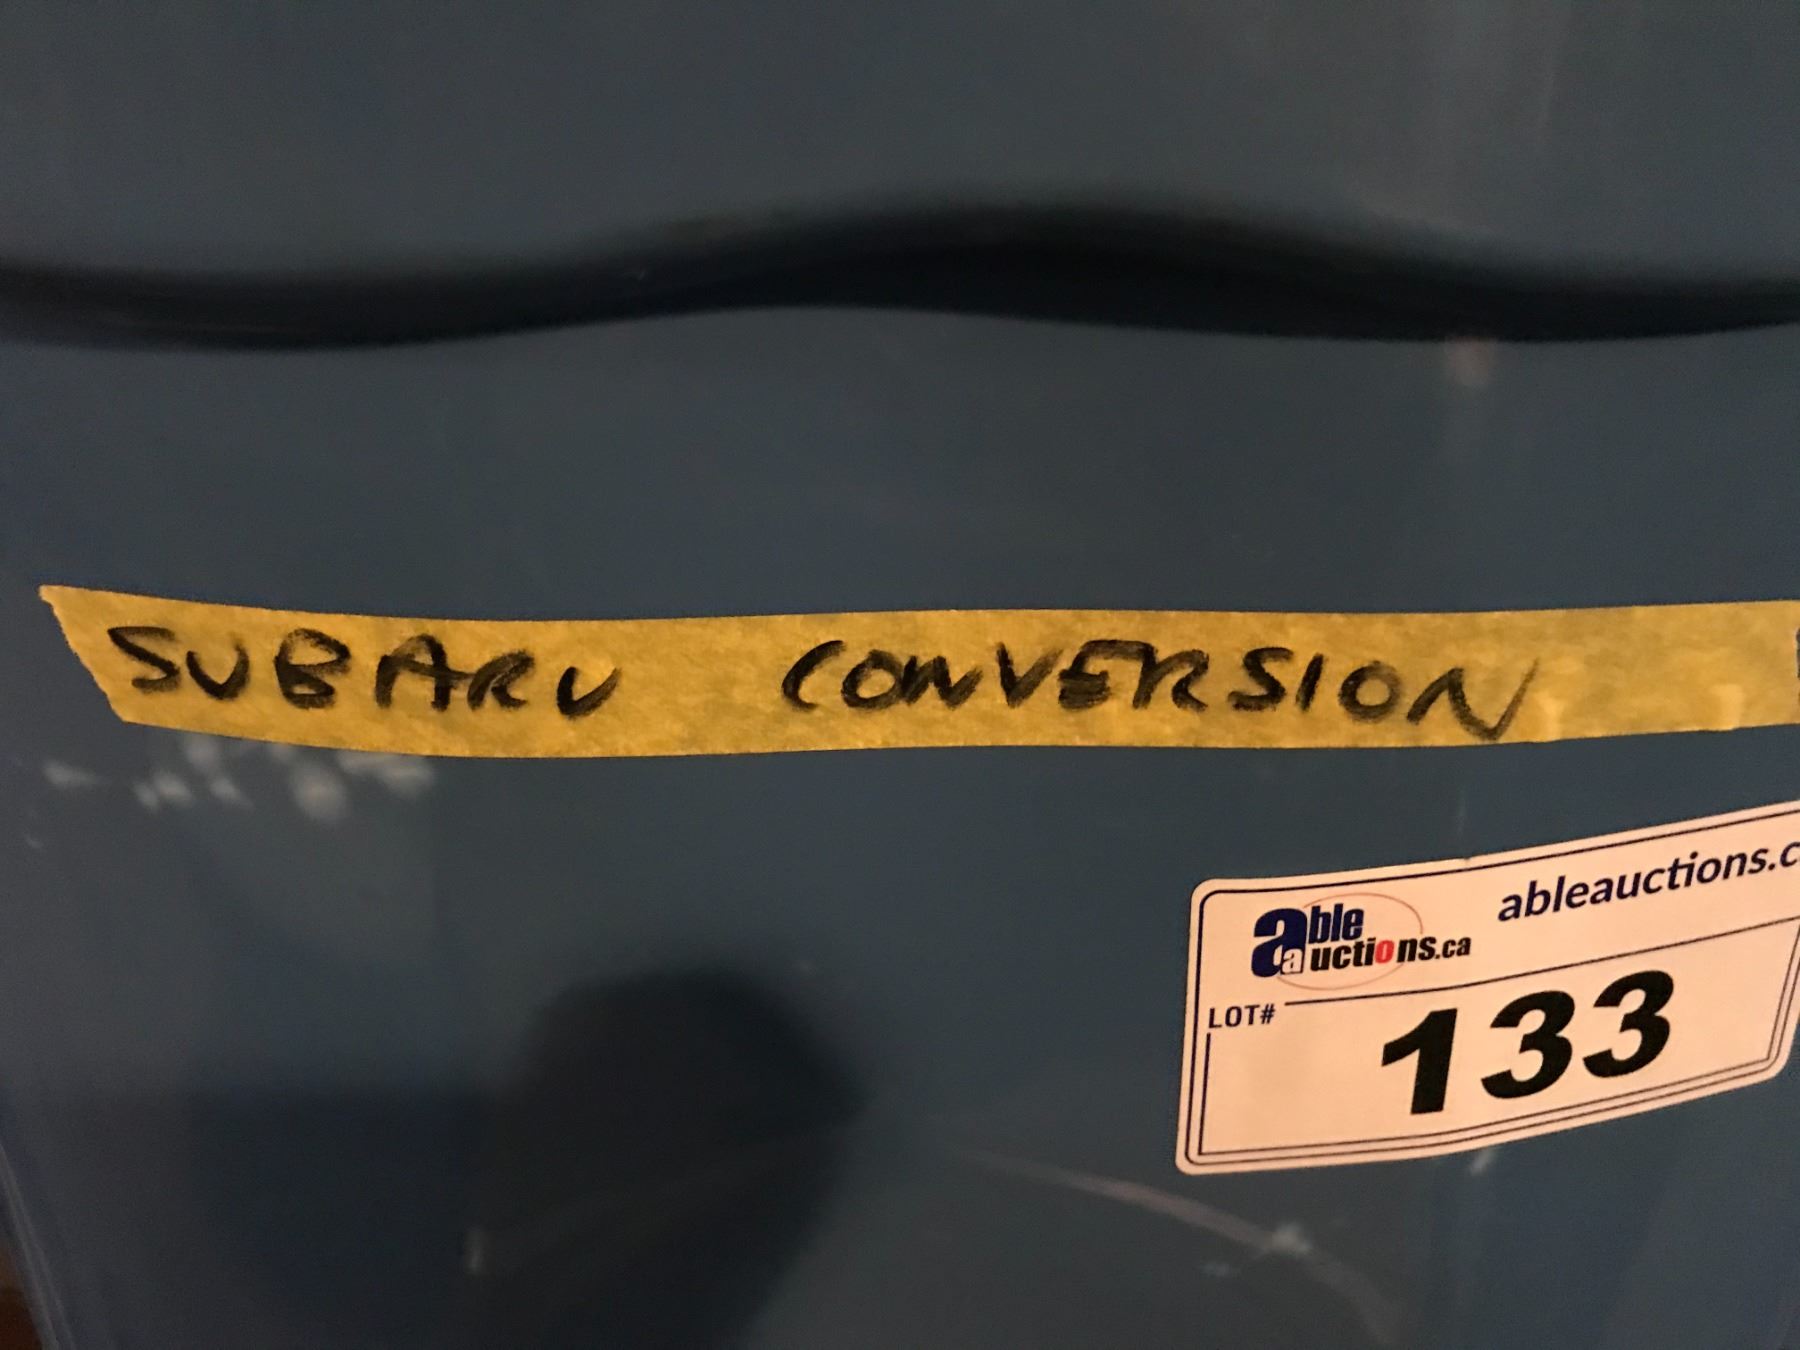 SUBARU CONVERSION
able auctions.ca
ableauctions.c
LOT#
133